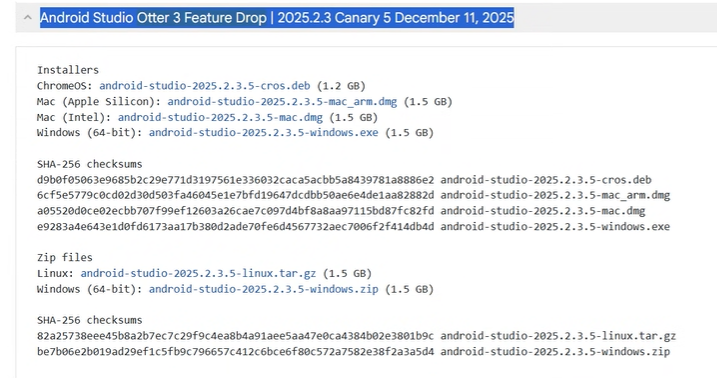 Android Studio Otter 3 Feature Drop | 2025.2.3 Canary 5 December 11, 2025
Installers
ChromeOS: android-studio-2025.2.3.5-cros.deb (1.2 GB)
Mac (Apple Silicon): android-studio-2025.2.3.5-mac_arm.dmg (1.5 GB)
Mac (Intel): android-studio-2025.2.3.5-mac.dmg (1.5 GB)
Windows (64-bit): android-studio-2025.2.3.5-windows.exe (1.5 GB)
SHA-256 checksums
d9b0f05063e9685b2c29e771d3197561e336032caca5acbb5a8439781a8886e2 android-studio-2025.2.3.5-cros.deb
6cf5e5779c0cd02d30d503fa46045e1e7bfd19647dcdbb50ae6e4de1aa82882d android-studio-2025.2.3.5-mac_arm.dmg
a05520d0ce02ecbb707f99ef12603a26cae7c097d4bf8a8aa97115bd87fc82fd android-studio-2025.2.3.5-mac.dmg
e9283a4e643e1d0fd6173aa17b380d2ade70fe6d4567732aec7006f2f414db4d android-studio-2025.2.3.5-windows.exe
Zip files
Linux: android-studio-2025.2.3.5-linux.tar.gz (1.5 GB)
Windows (64-bit): android-studio-2025.2.3.5-windows.zip (1.5 GB)
SHA-256 checksums
82a25738eee45b8a2b7ec7c29f9c4ea8b4a91aee5aa47e0ca4384b02e3801b9c android-studio-2025.2.3.5-linux.tar.gz
be7b06e2b019ad29ef1c5fb9c796657c412c6bce6f80c572a7582e38f2a3a5d4 android-studio-2025.2.3.5-windows.zip